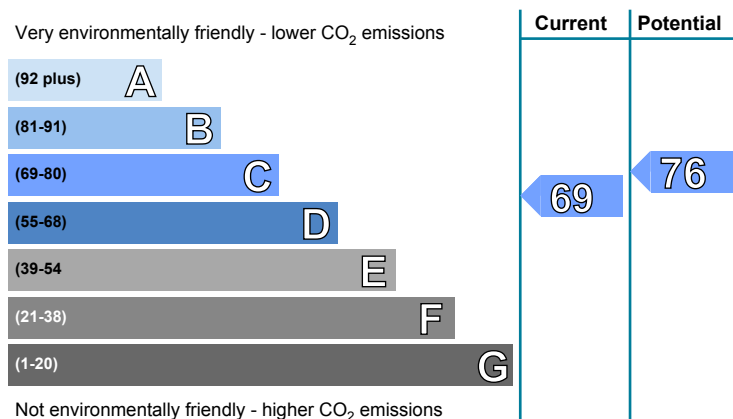 Very environmentally friendly - lower CO₂ emissions
Current
Potential
(92 plus) A
(81-91) B
(69-80) C
(55-68) D
(39-54 E
(21-38) F
(1-20) G
69
76
Not environmentally friendly - higher CO₂ emissions